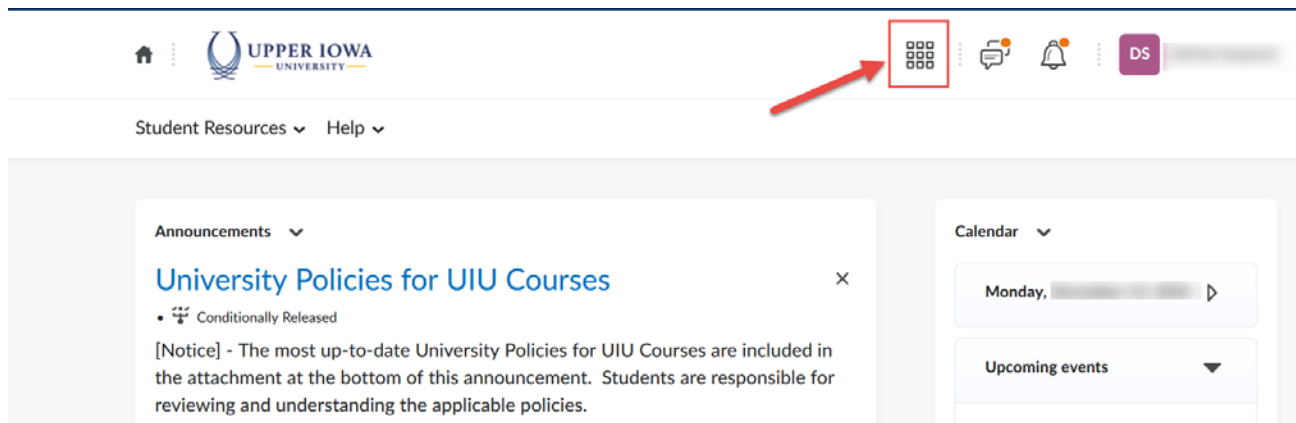 UPPER IOWA
UNIVERSITY
DS
Student Resources Help
Announcements
University Policies for UIU Courses
• Conditionally Released
[Notice] - The most up-to-date University Policies for UIU Courses are included in
the attachment at the bottom of this announcement. Students are responsible for
reviewing and understanding the applicable policies.
Calendar
Monday,
Upcoming events